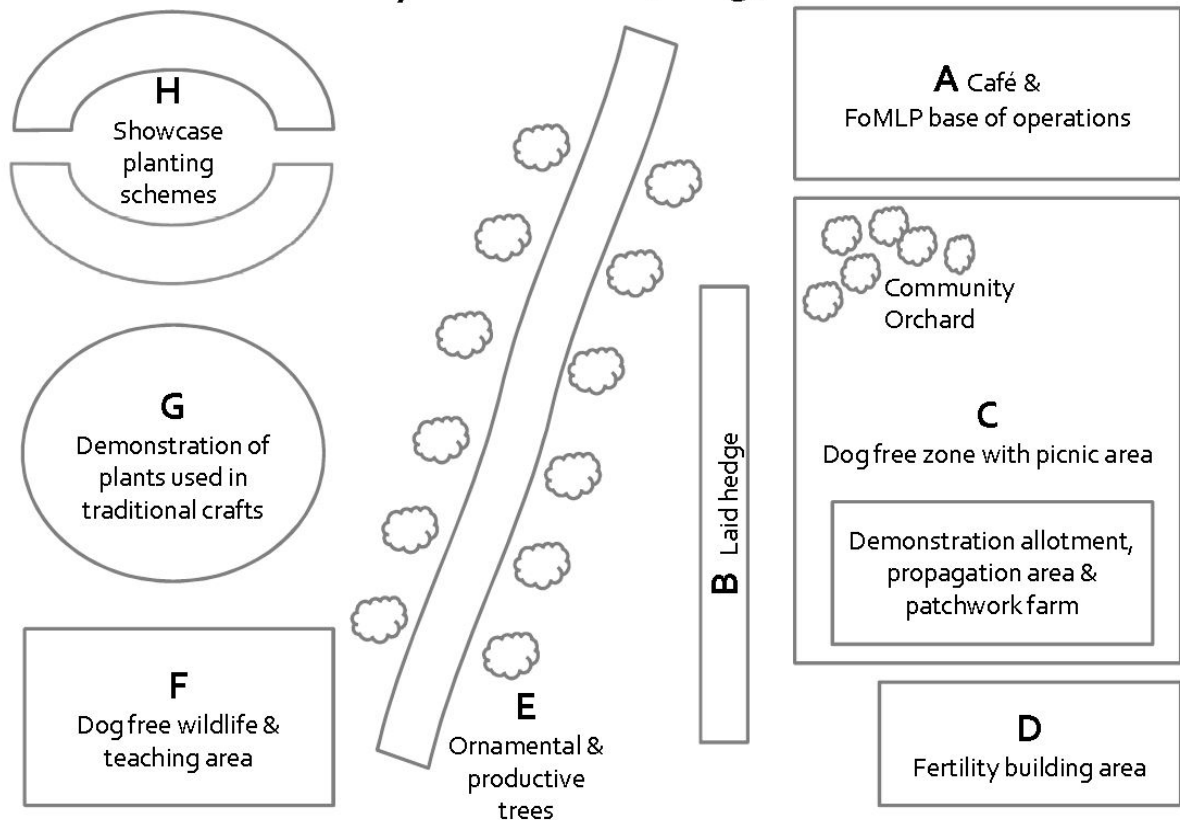 H
Showcase
planting
schemes
A Café &
FoMLP base of operations
Community
Orchard
G
Demonstration of
plants used in
traditional crafts
C
Dog free zone with picnic area
B Laid hedge
Demonstration allotment,
propagation area &
patchwork farm
F
Dog free wildlife &
teaching area
E
Ornamental &
productive
trees
D
Fertility building area